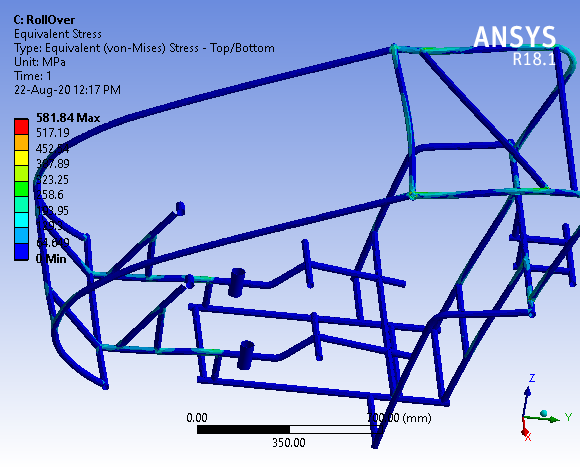 C: RollOver
Equivalent Stress
Type: Equivalent (von-Mises) Stress - Top/Bottom
Unit: MPa
Time: 1
22-Aug-20 12:17 PM
ANSYS
R18.1
581.84 Max
517.19
0 Min
0.00
(mm)
350.00
Z
Y
X